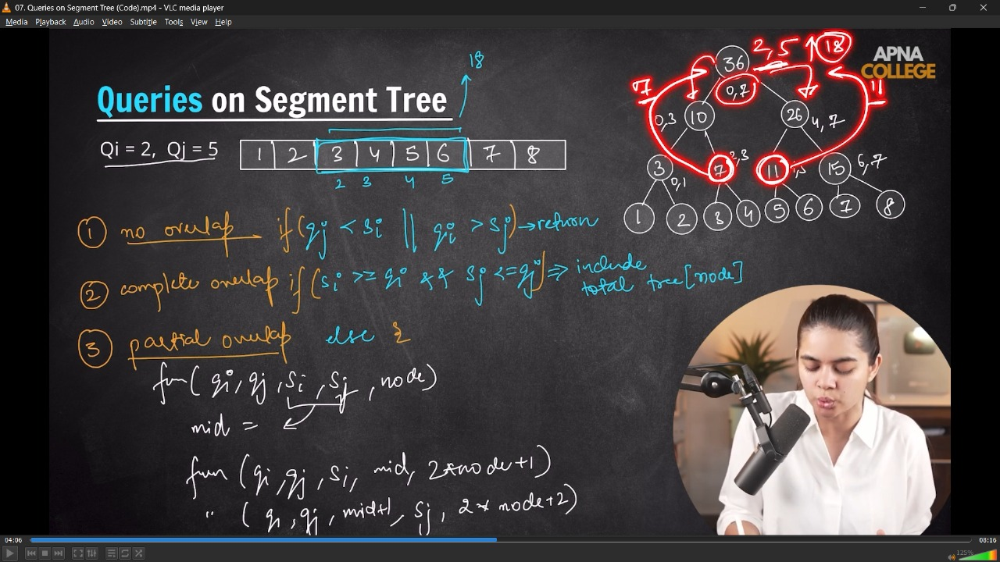 07. Queries on Segment Tree (Code).mp4 - VLC media player
Media Playback Audio Video Subtitle Tools View Help
18
2,5 18
APNA
COLLEGE
36
0,7
7
11
Queries on Segment Tree
0,3 10
26 4,7
Qi = 2, Qj = 5
1 2 3 4 5 6 7 8
2 3 4 5
3 0,1
7 2,3
11
15 6,7
1 2 3 4 5 6 7 8
1 no overlap if(qj < si || qi > sj) → return
2 complete overlap if(si >= qi && sj <= qj) ⇒ include
total tree[node]
3 partial overlap else {
fun( qi, qj, si, sj, node)
mid =
fun (qi, qj, si, mid, 2*node+1)
" (qi, qj, mid+1, sj, 2* node+2)
04:06
08:16
125%